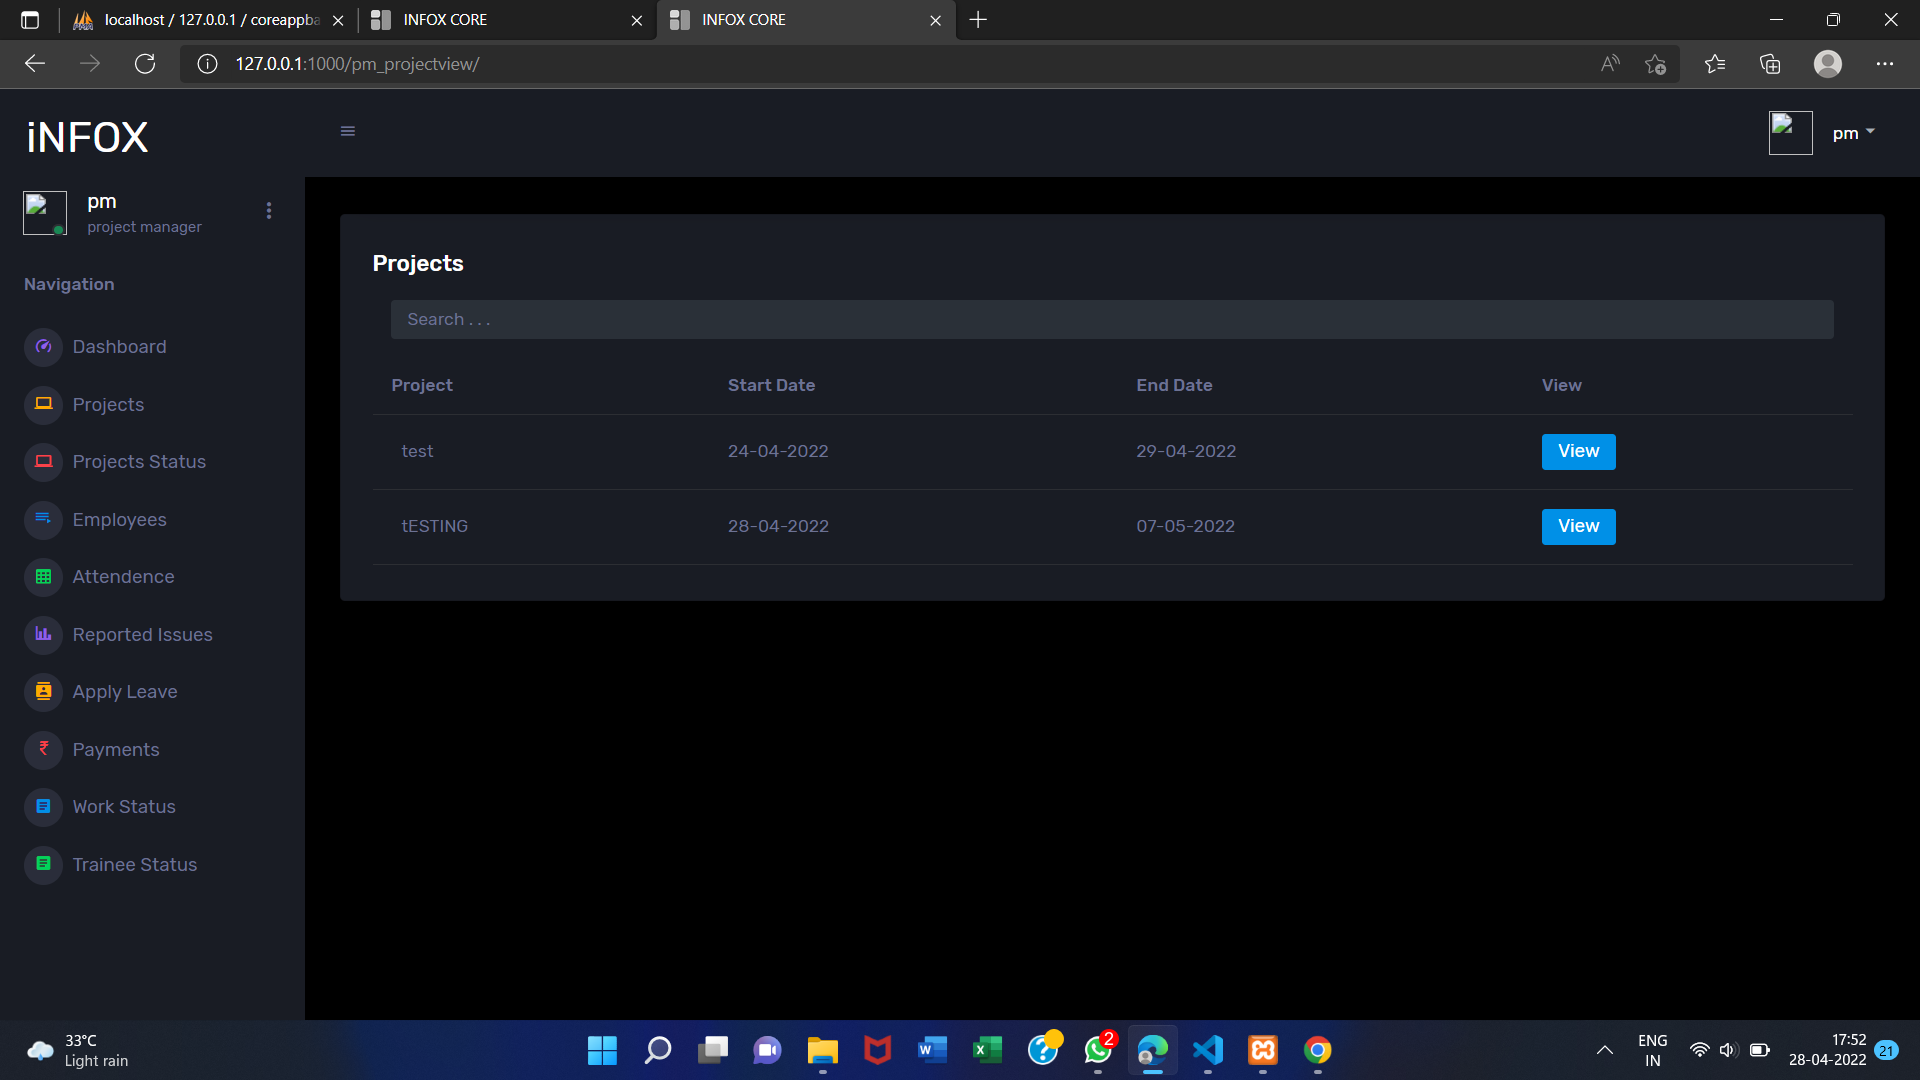 localhost / 127.0.0.1 / coreappba
INFOX CORE
INFOX CORE
127.0.0.1:1000/pm_projectview/
iNFOX
pm
pm
project manager
Navigation
Dashboard
Projects
Projects Status
Employees
Attendence
Reported Issues
Apply Leave
Payments
Work Status
Trainee Status
Projects
Search . . .
Project Start Date End Date View
test 24-04-2022 29-04-2022 View
tESTING 28-04-2022 07-05-2022 View
33°C
Light rain
2
ENG
IN
17:52
28-04-2022
21